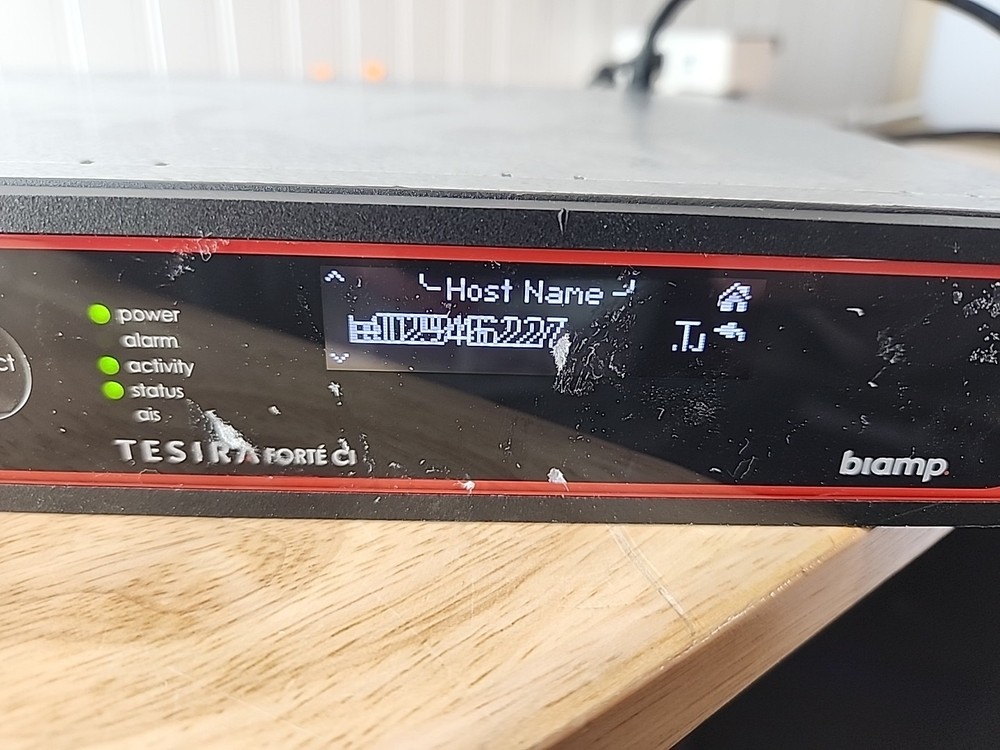 Host Name
power
alarm
activity
status
ais
TESIRA FORTÉ CI
biamp.